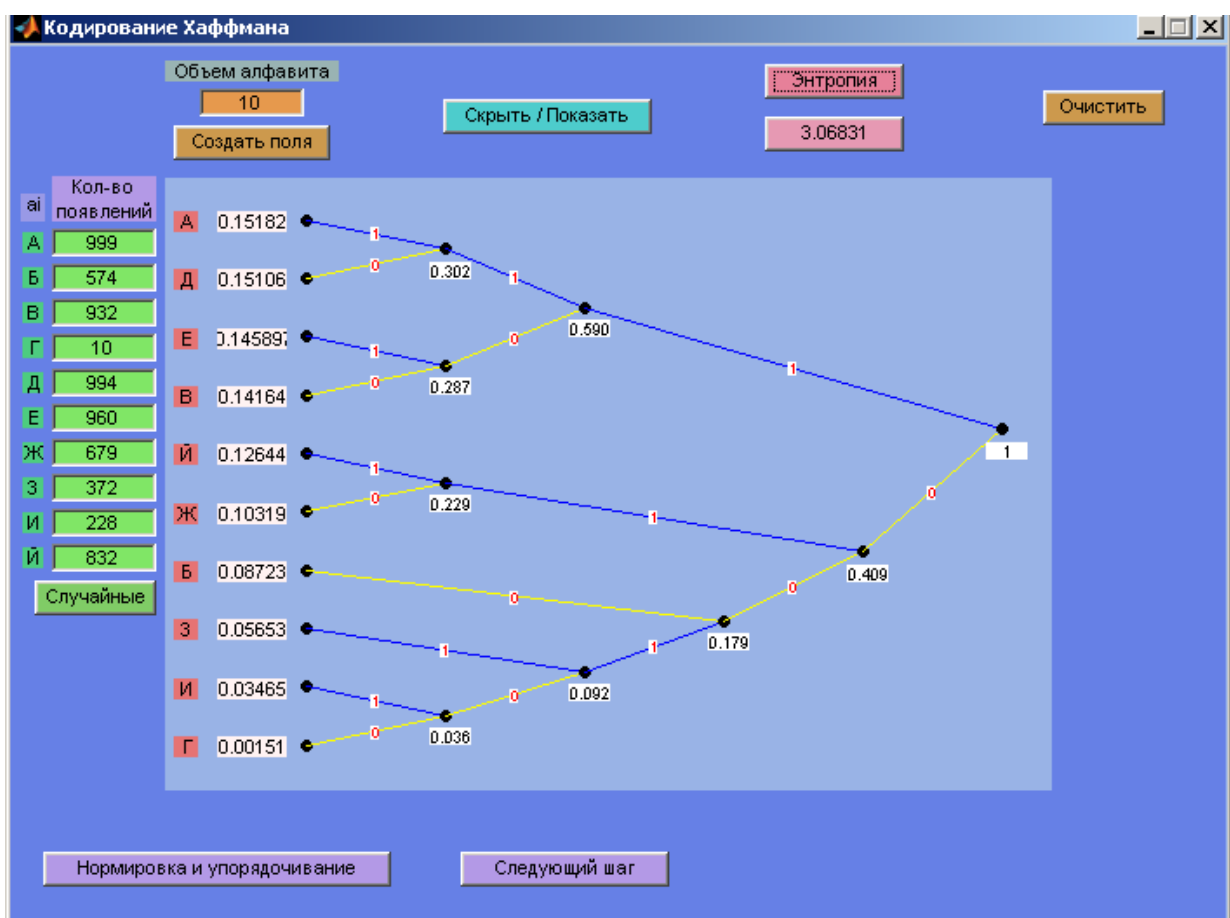 Кодирование Хаффмана
Объем алфавита
10
Создать поля
Скрыть / Показать
Энтропия
3.06831
Очистить
ai
Кол-во
появлений
А 999
Б 574
В 932
Г 10
Д 994
Е 960
Ж 679
З 372
И 228
Й 832
Случайные
А 0.15182
Д 0.15106
Е 0.145897
В 0.14164
Й 0.12644
Ж 0.10319
Б 0.08723
З 0.05653
И 0.03465
Г 0.00151
1
0
0.302
1
1
0
0.287
0
0.590
1
1
0
0.229
1
1
0
0
0.409
0
0.179
1
1
0.092
1
0
0.036
0
Нормировка и упорядочивание
Следующий шаг